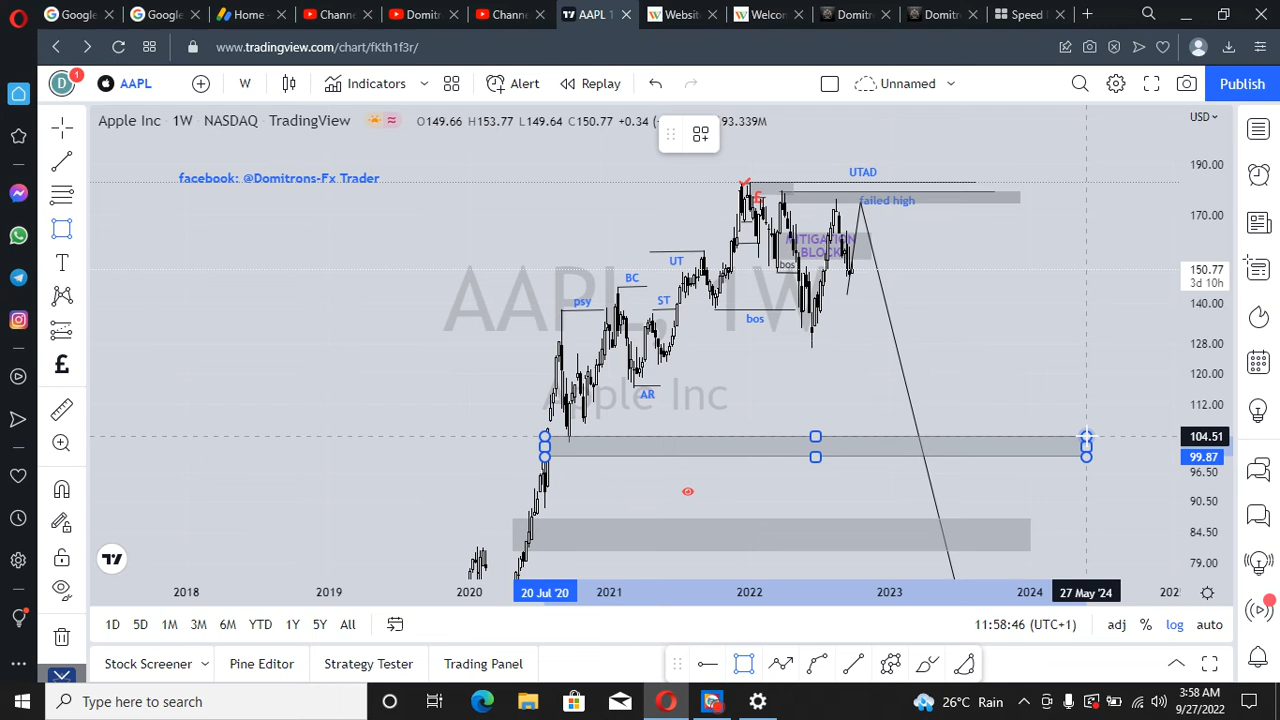 Google
Google
Home -
Channe
Domitr
Channe
AAPL 1
Websit
Welcon
Domitr
Domitr
Speed F
www.tradingview.com/chart/fKth1f3r/
D
1
AAPL
W
Indicators
Alert
Replay
Unnamed
Publish
Apple Inc · 1W · NASDAQ · TradingView
O149.66 H153.77 L149.64 C150.77 +0.34
93.339M
USD
facebook: @Domitrons-Fx Trader
UTAD
failed high
MITIGATION
BLOCK
bos
UT
BC
psy
ST
bos
AR
AAPL, 1W
Apple Inc
190.00
170.00
150.77
3d 10h
140.00
128.00
120.00
112.00
104.51
99.87
96.50
90.50
84.50
79.00
2018
2019
2020
20 Jul '20
2021
2022
2023
2024
27 May '24
202
1D
5D
1M
3M
6M
YTD
1Y
5Y
All
11:58:46 (UTC+1)
adj
%
log
auto
Stock Screener
Pine Editor
Strategy Tester
Trading Panel
Type here to search
26°C Rain
3:58 AM
9/27/2022